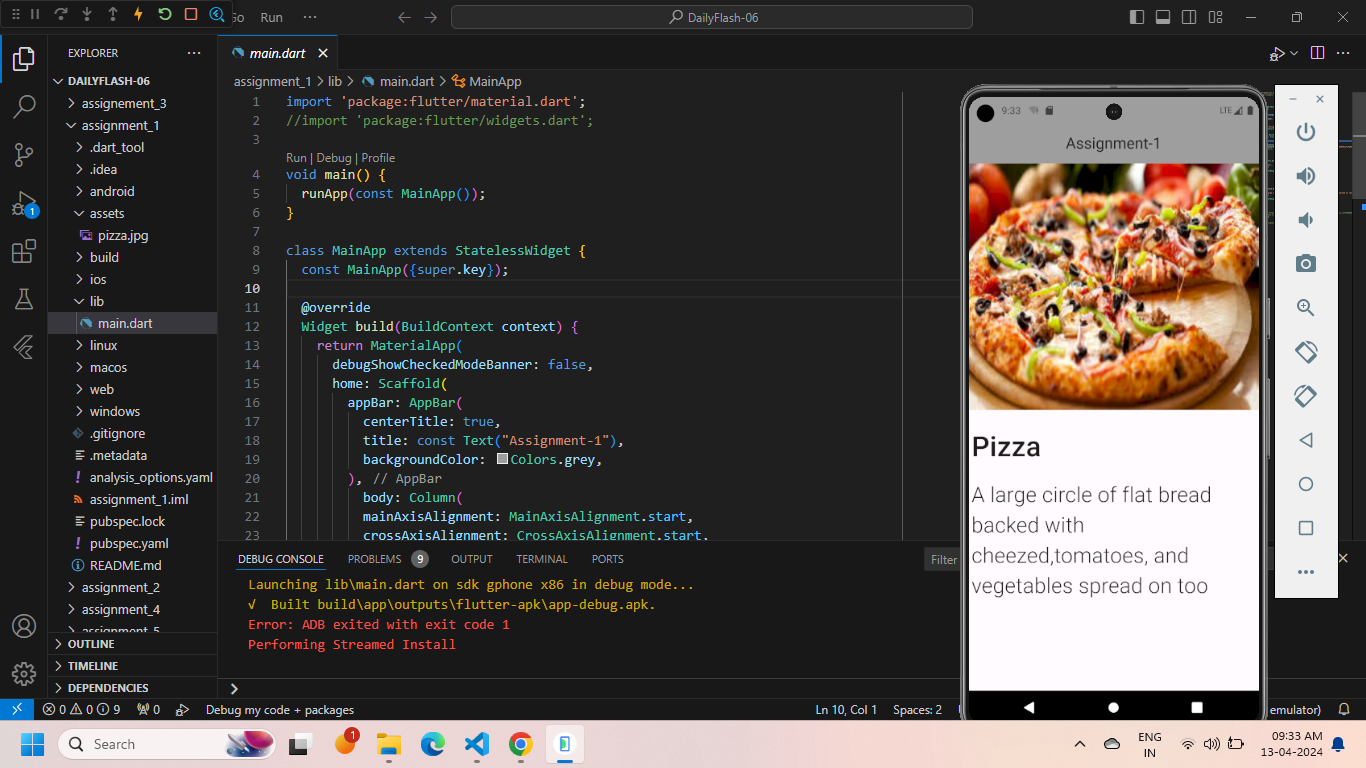 Go Run ···
DailyFlash-06
EXPLORER
DAILYFLASH-06
assignement_3
assignment_1
.dart_tool
.idea
android
assets
pizza.jpg
build
ios
lib
main.dart
linux
macos
web
windows
.gitignore
.metadata
analysis_options.yaml
assignment_1.iml
pubspec.lock
pubspec.yaml
README.md
assignment_2
assignment_4
assignment_5
OUTLINE
TIMELINE
DEPENDENCIES
main.dart
assignment_1 > lib > main.dart > MainApp
1 import 'package:flutter/material.dart';
2 //import 'package:flutter/widgets.dart';
3
Run | Debug | Profile
4 void main() {
5 runApp(const MainApp());
6 }
7
8 class MainApp extends StatelessWidget {
9 const MainApp({super.key});
10
11 @override
12 Widget build(BuildContext context) {
13 return MaterialApp(
14 debugShowCheckedModeBanner: false,
15 home: Scaffold(
16 appBar: AppBar(
17 centerTitle: true,
18 title: const Text("Assignment-1"),
19 backgroundColor: Colors.grey,
20 ), // AppBar
21 body: Column(
22 mainAxisAlignment: MainAxisAlignment.start,
23 crossAxisAlignment: CrossAxisAlignment.start,
DEBUG CONSOLE PROBLEMS 9 OUTPUT TERMINAL PORTS
Filter
Launching lib\main.dart on sdk gphone x86 in debug mode...
√ Built build\app\outputs\flutter-apk\app-debug.apk.
Error: ADB exited with exit code 1
Performing Streamed Install
9:33 LTE
Assignment-1
Pizza
A large circle of flat bread
backed with
cheezed,tomatoes, and
vegetables spread on too
1
0 0 9 0 Debug my code + packages Ln 10, Col 1 Spaces: 2 emulator)
Search
1
ENG
IN
09:33 AM
13-04-2024